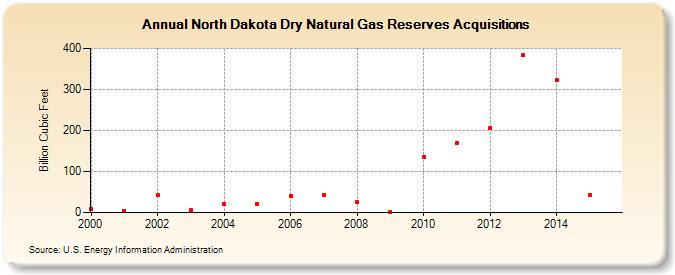 Annual North Dakota Dry Natural Gas Reserves Acquisitions
Billion Cubic Feet
400
300
200
100
0
2000 2002 2004 2006 2008 2010 2012 2014
Source: U.S. Energy Information Administration